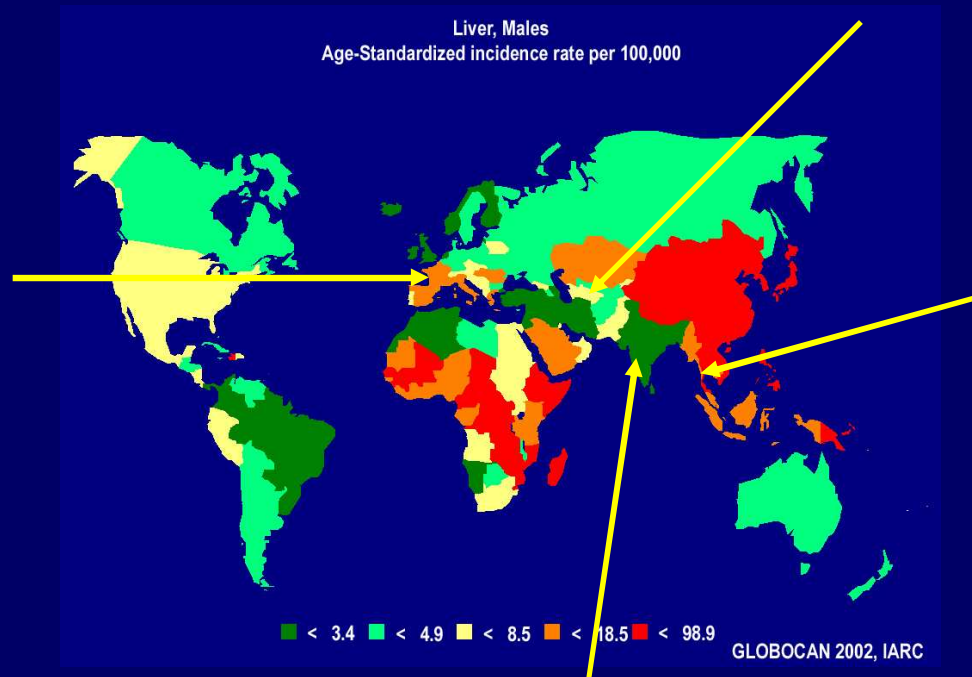 Liver, Males
Age-Standardized incidence rate per 100,000
< 3.4 < 4.9 < 8.5 < 18.5 < 98.9
GLOBOCAN 2002, IARC